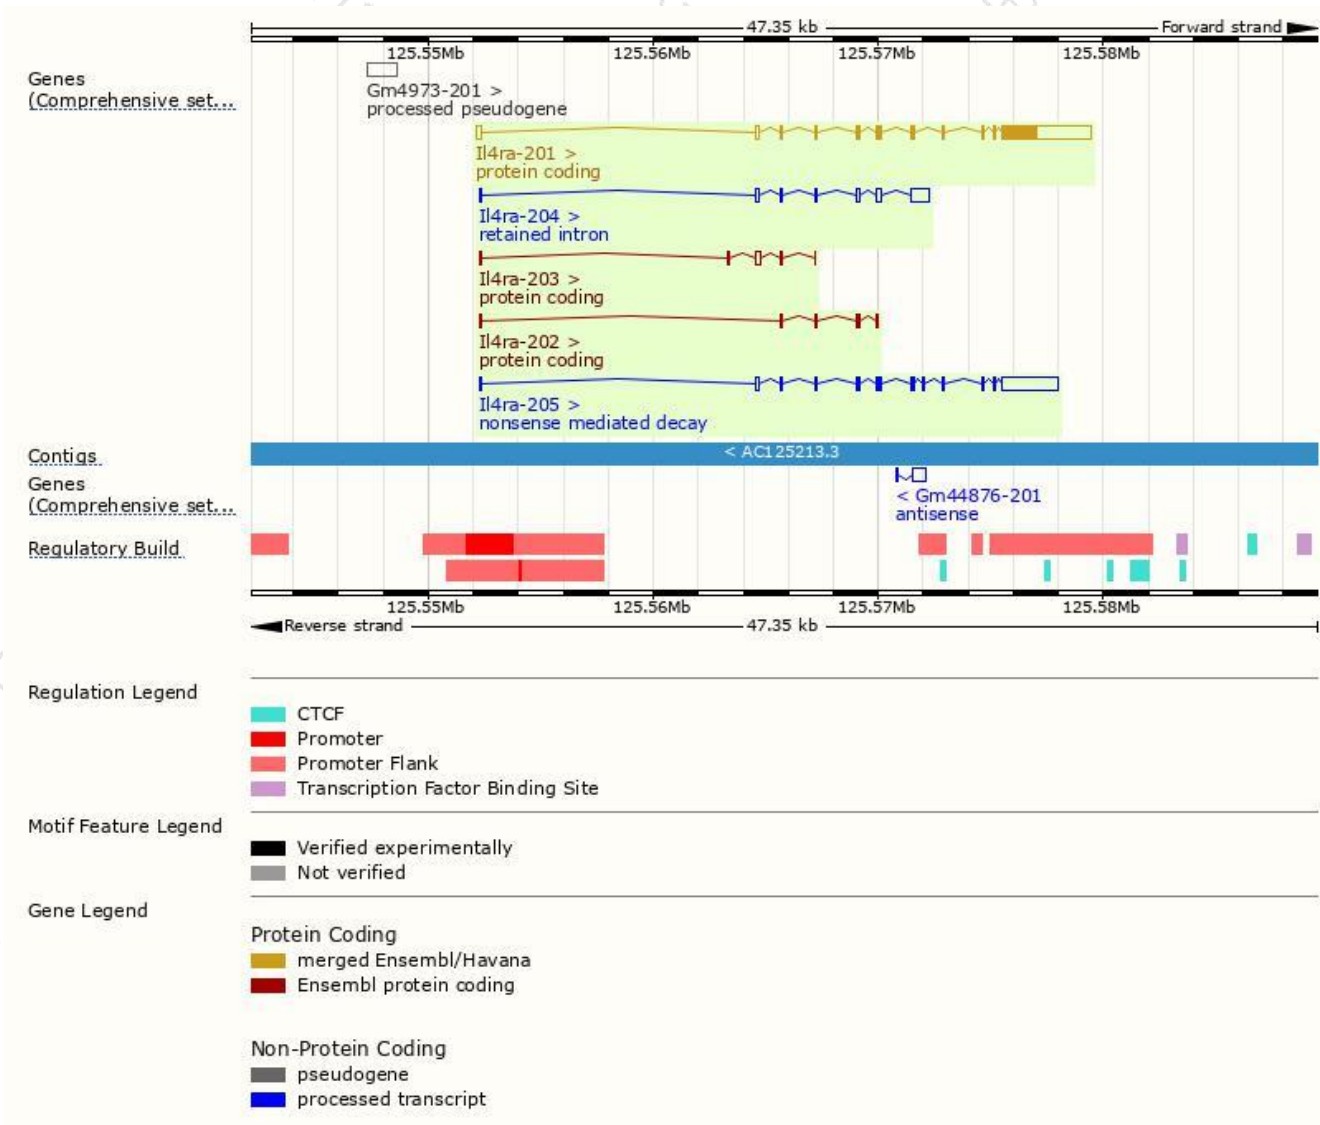 47.35 kb
Forward strand
125.55Mb 125.56Mb 125.57Mb 125.58Mb
Genes
(Comprehensive set...
Gm4973-201 >
processed pseudogene
Il4ra-201 >
protein coding
Il4ra-204 >
retained intron
Il4ra-203 >
protein coding
Il4ra-202 >
protein coding
Il4ra-205 >
nonsense mediated decay
Contigs
< AC125213.3
Genes
(Comprehensive set...
< Gm44876-201
antisense
Regulatory Build
125.55Mb 125.56Mb 125.57Mb 125.58Mb
Reverse strand
47.35 kb
Regulation Legend
CTCF
Promoter
Promoter Flank
Transcription Factor Binding Site
Motif Feature Legend
Verified experimentally
Not verified
Gene Legend
Protein Coding
merged Ensembl/Havana
Ensembl protein coding
Non-Protein Coding
pseudogene
processed transcript